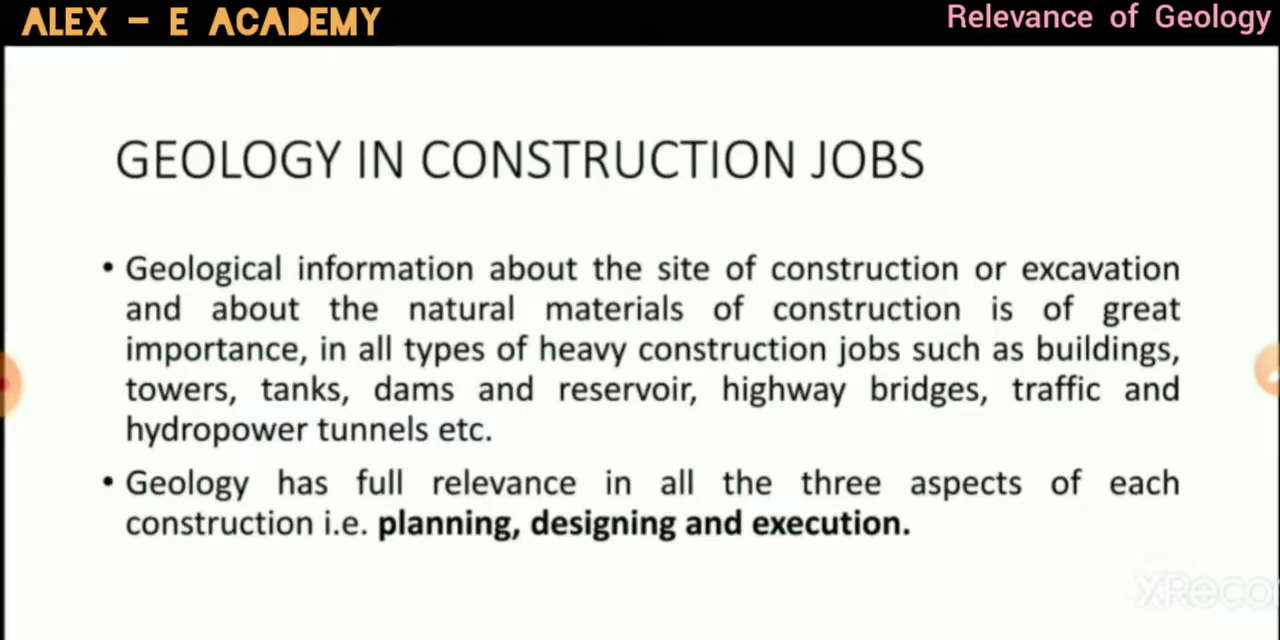 ALEX - E ACADEMY
Relevance of Geology
GEOLOGY IN CONSTRUCTION JOBS
• Geological information about the site of construction or excavation
and about the natural materials of construction is of great
importance, in all types of heavy construction jobs such as buildings,
towers, tanks, dams and reservoir, highway bridges, traffic and
hydropower tunnels etc.
• Geology has full relevance in all the three aspects of each
construction i.e. planning, designing and execution.
XRecor